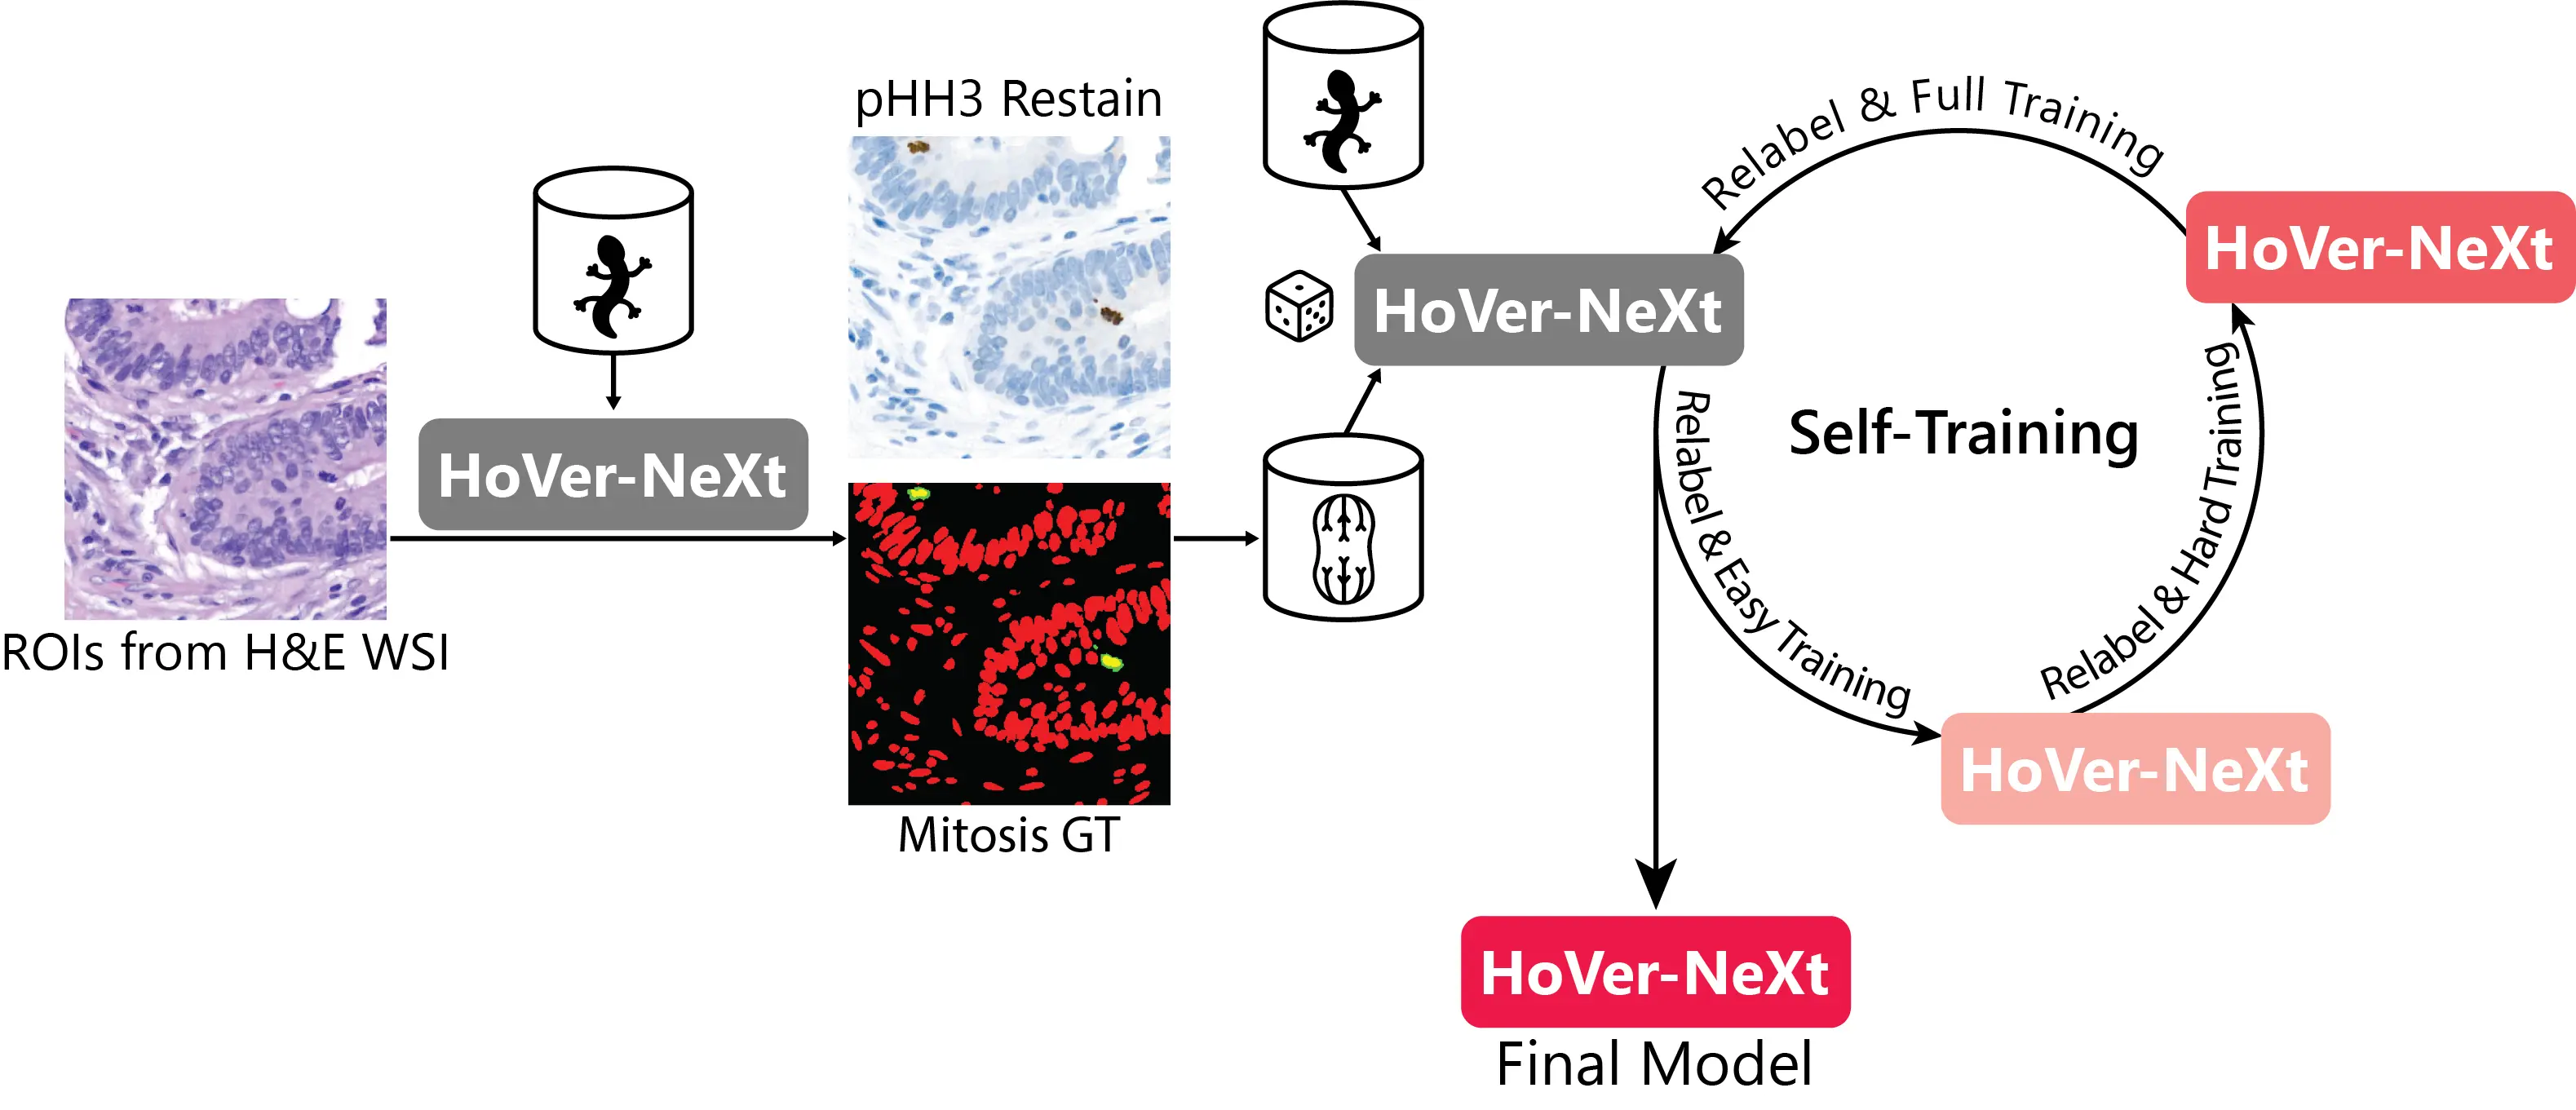 ROIs from H&E WSI
HoVer-NeXt
pHH3 Restain
Mitosis GT
HoVer-NeXt
Relabel & Full Training
HoVer-NeXt
Self-Training
Relabel & Easy Training
Relabel & Hard Training
HoVer-NeXt
HoVer-NeXt
Final Model